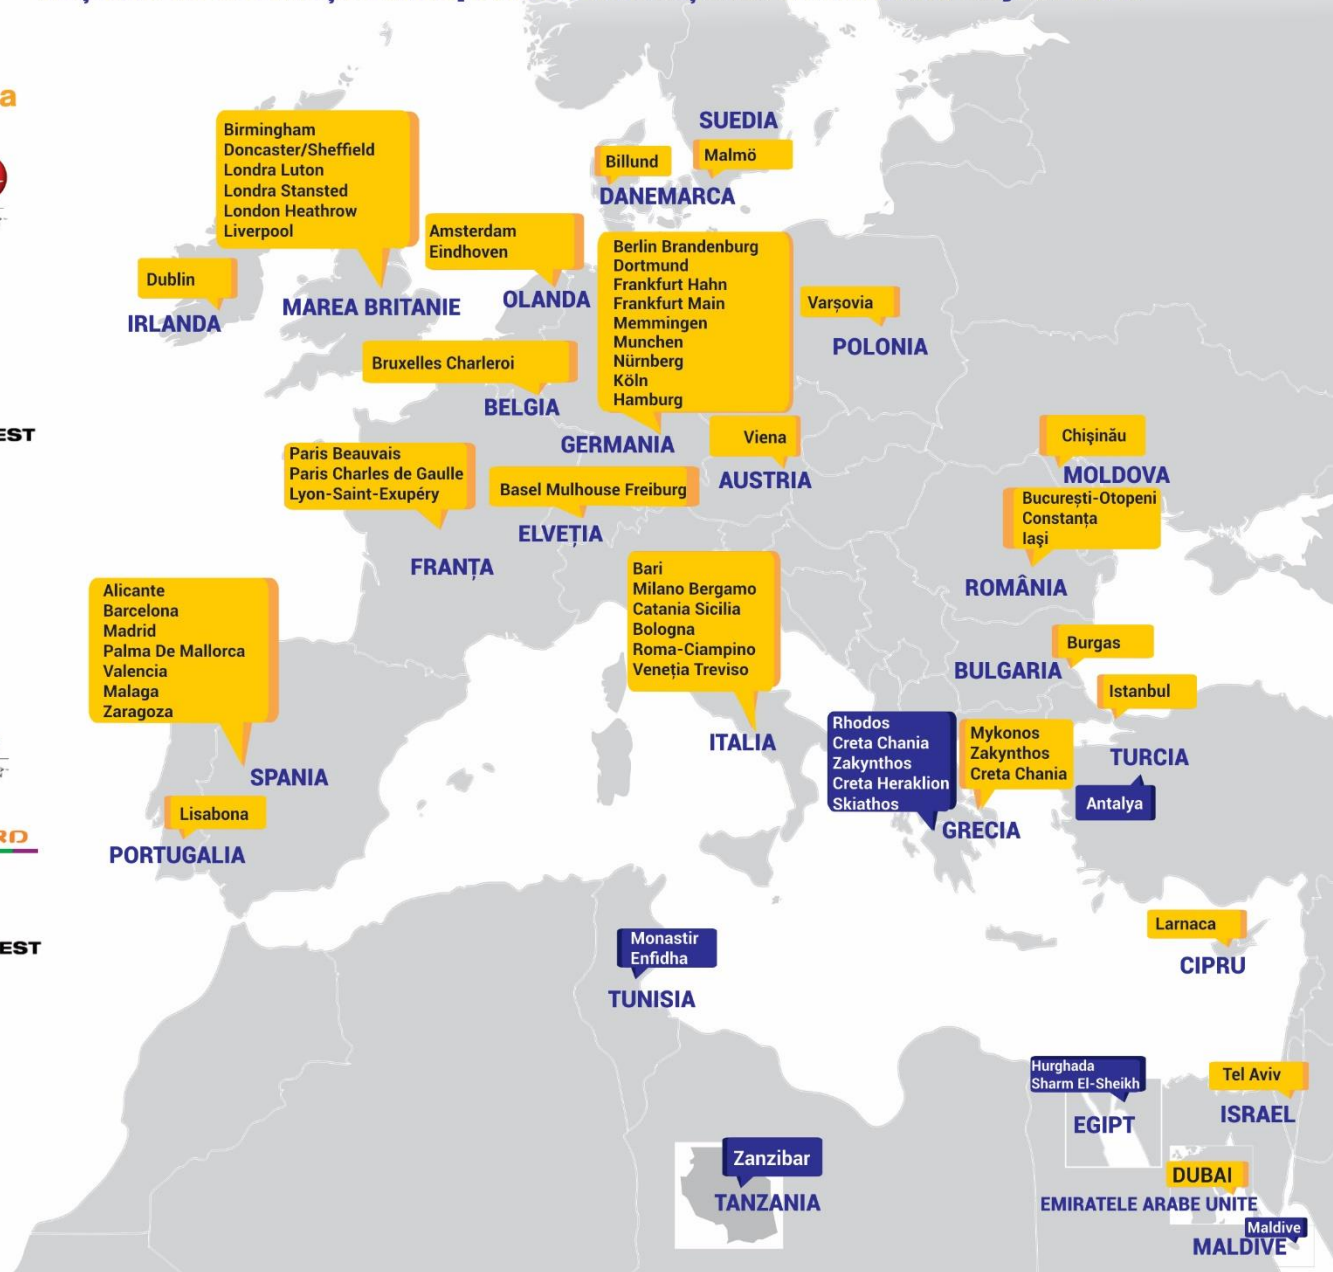 a
EST
RD
EST
SUEDIA
Malmö
Billund
DANEMARCA
Birmingham
Doncaster/Sheffield
Londra Luton
Londra Stansted
London Heathrow
Liverpool
MAREA BRITANIE
Dublin
IRLANDA
Amsterdam
Eindhoven
OLANDA
Berlin Brandenburg
Dortmund
Frankfurt Hahn
Frankfurt Main
Memmingen
Munchen
Nürnberg
Köln
Hamburg
GERMANIA
Varșovia
POLONIA
Bruxelles Charleroi
BELGIA
Viena
AUSTRIA
Chişinău
MOLDOVA
Paris Beauvais
Paris Charles de Gaulle
Lyon-Saint-Exupéry
FRANȚA
Basel Mulhouse Freiburg
ELVEȚIA
București-Otopeni
Constanța
Iaşi
ROMÂNIA
Alicante
Barcelona
Madrid
Palma De Mallorca
Valencia
Malaga
Zaragoza
SPANIA
Bari
Milano Bergamo
Catania Sicilia
Bologna
Roma-Ciampino
Veneția Treviso
ITALIA
Burgas
BULGARIA
Istanbul
TURCIA
Antalya
Rhodos
Creta Chania
Zakynthos
Creta Heraklion
Skiathos
Mykonos
Zakynthos
Creta Chania
GRECIA
Lisabona
PORTUGALIA
Larnaca
CIPRU
Monastir
Enfidha
TUNISIA
Hurghada
Sharm El-Sheikh
EGIPT
Tel Aviv
ISRAEL
Zanzibar
TANZANIA
DUBAI
EMIRATELE ARABE UNITE
Maldive
MALDIVE